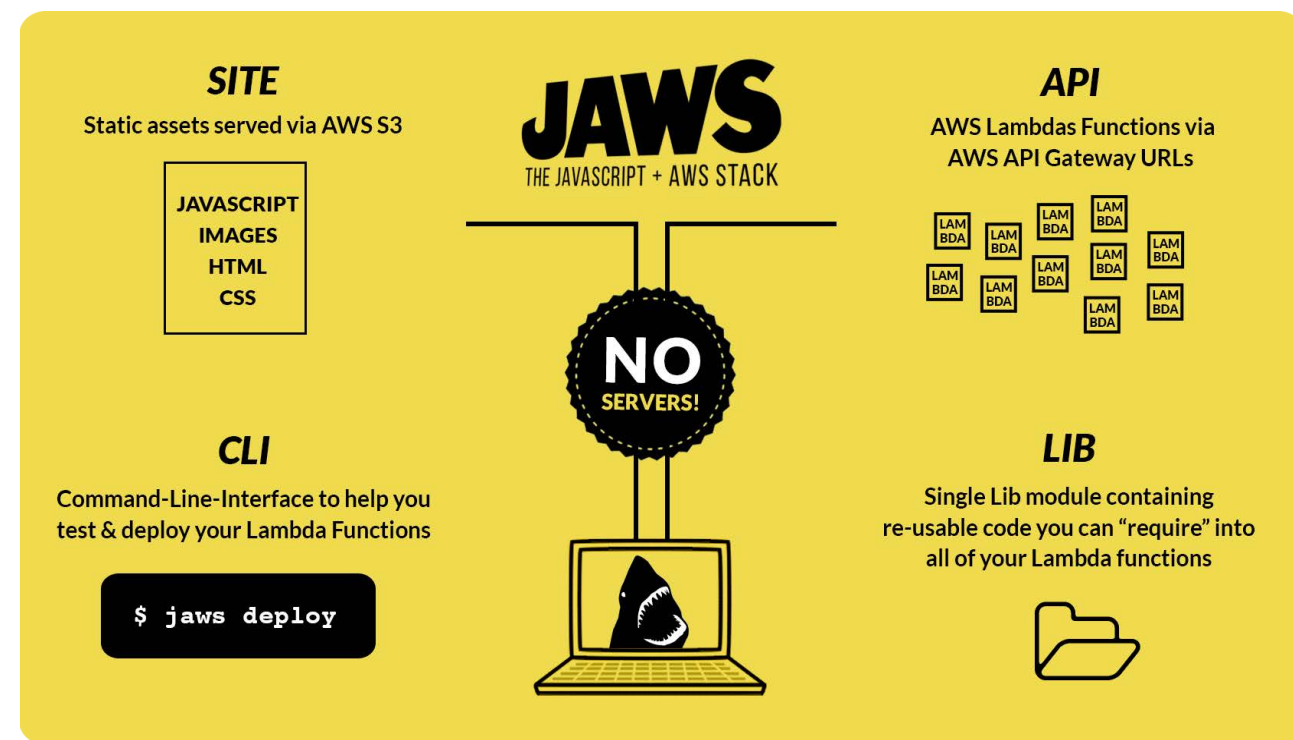 SITE
Static assets served via AWS S3
JAVASCRIPT
IMAGES
HTML
CSS
JAWS
THE JAVASCRIPT + AWS STACK
API
AWS Lambdas Functions via
AWS API Gateway URLs
LAM
BDA
LAM
BDA
LAM
BDA
LAM
BDA
LAM
BDA
LAM
BDA
LAM
BDA
LAM
BDA
LAM
BDA
LAM
BDA
LAM
BDA
NO
SERVERS!
CLI
Command-Line-Interface to help you
test & deploy your Lambda Functions
$ jaws deploy
LIB
Single Lib module containing
re-usable code you can “require” into
all of your Lambda functions